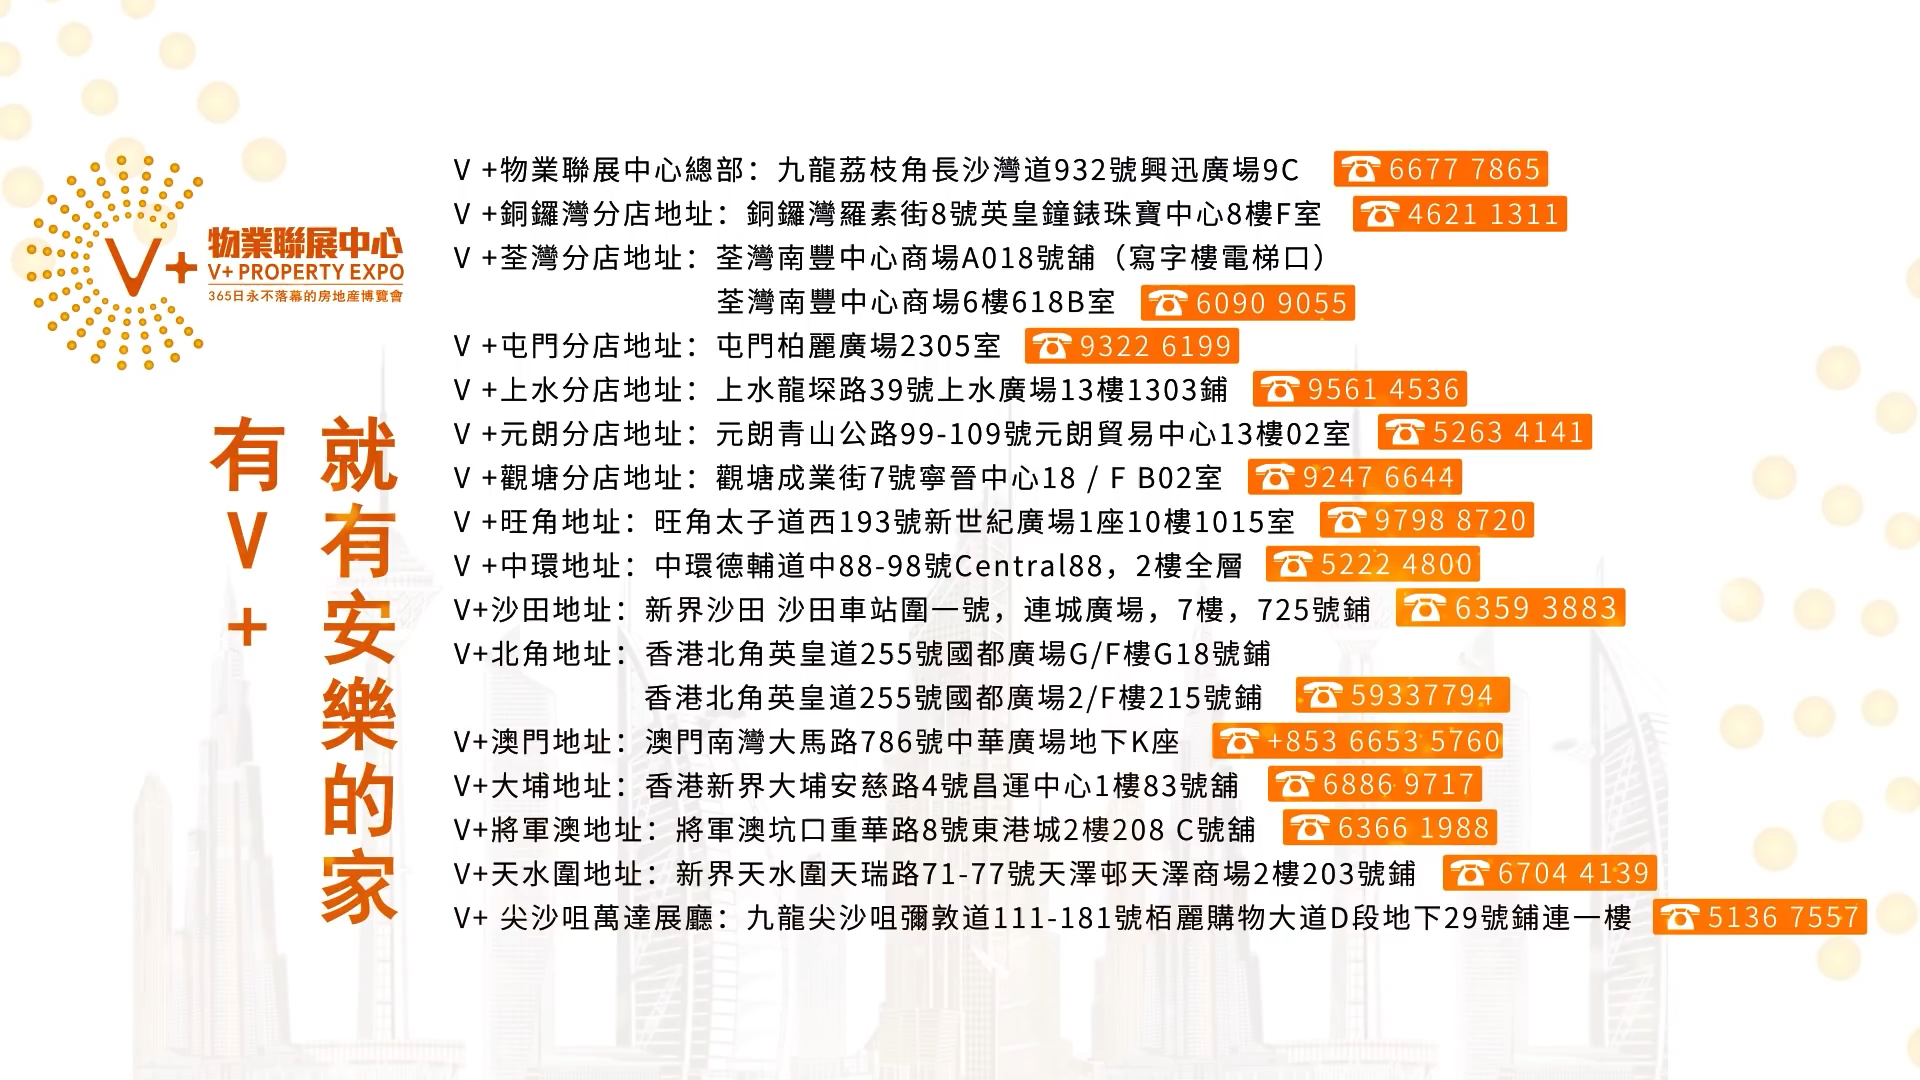 物業聯展中心
V+ PROPERTY EXPO
365日永不落幕的房地産博覽會
有V+
就有安樂的家
V +物業聯展中心總部：九龍荔枝角長沙灣道932號興迅廣場9C 6677 7865
V +銅鑼灣分店地址：銅鑼灣羅素街8號英皇鐘錶珠寶中心8樓F室 4621 1311
V +荃灣分店地址：荃灣南豐中心商場A018號舖（寫字樓電梯口）
荃灣南豐中心商場6樓618B室 6090 9055
V +屯門分店地址：屯門柏麗廣場2305室 9322 6199
V +上水分店地址：上水龍堔路39號上水廣場13樓1303鋪 9561 4536
V +元朗分店地址：元朗青山公路99-109號元朗貿易中心13樓02室 5263 4141
V +觀塘分店地址：觀塘成業街7號寧晉中心18 / F B02室 9247 6644
V +旺角地址：旺角太子道西193號新世紀廣場1座10樓1015室 9798 8720
V +中環地址：中環德輔道中88-98號Central88，2樓全層 5222 4800
V+沙田地址：新界沙田 沙田車站圍一號，連城廣場，7樓，725號鋪 6359 3883
V+北角地址：香港北角英皇道255號國都廣場G/F樓G18號鋪
香港北角英皇道255號國都廣場2/F樓215號鋪 59337794
V+澳門地址：澳門南灣大馬路786號中華廣場地下K座 +853 6653 5760
V+大埔地址：香港新界大埔安慈路4號昌運中心1樓83號舖 6886 9717
V+將軍澳地址：將軍澳坑口重華路8號東港城2樓208 C號舖 6366 1988
V+天水圍地址：新界天水圍天瑞路71-77號天澤邨天澤商場2樓203號鋪 6704 4139
V+ 尖沙咀萬達展廳：九龍尖沙咀彌敦道111-181號栢麗購物大道D段地下29號鋪連一樓 5136 7557